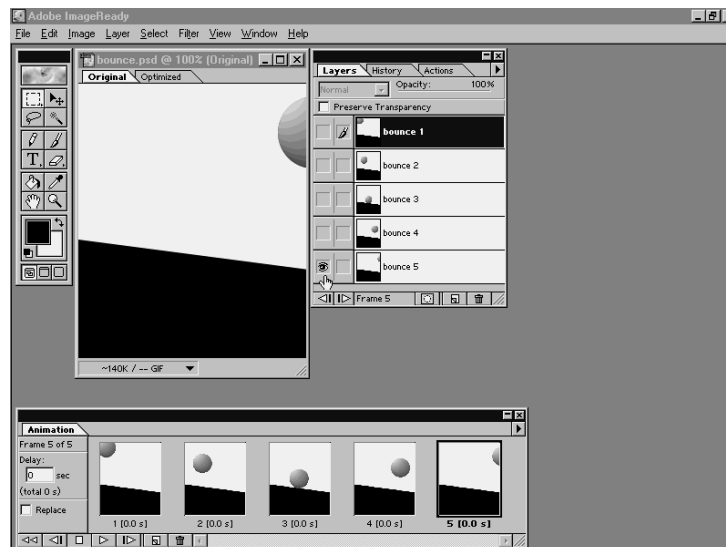 Adobe ImageReady
File Edit Image Layer Select Filter View Window Help
bounce.psd @ 100% (Original)
Original Optimized
~140K / -- GIF
Layers History Actions
Normal Opacity: 100%
Preserve Transparency
bounce 1
bounce 2
bounce 3
bounce 4
bounce 5
Frame 5
T
Animation
Frame 5 of 5
Delay:
0 sec
(total 0 s)
Replace
1 (0.0 s) 2 (0.0 s) 3 (0.0 s) 4 (0.0 s) 5 (0.0 s)